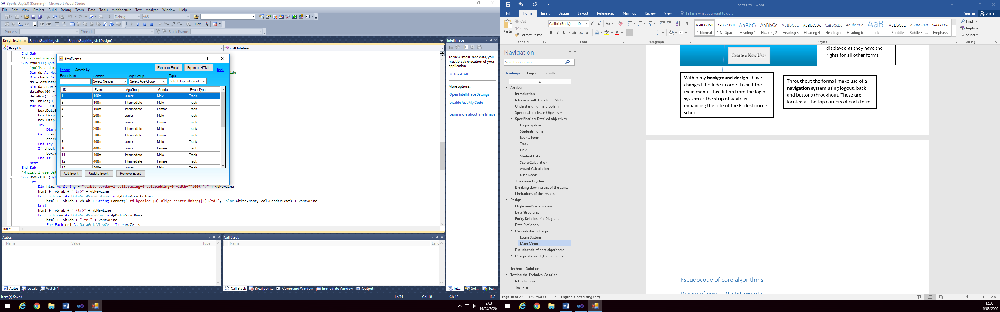 Sports Day 2.0 (Running) - Microsoft Visual Studio
File Edit View Project Build Debug Team Data Tools Architecture Test Analyze Window Help
Debug x86
Hex
Process: Thread: Stack Frame:
Recylcle.vb ReportGraphing.vb ReportGraphing.vb [Design]
Recylcle cntDatabase
End Sub
'This routine is
Sub cmbFill(ByVal
'pulls a data
Dim ds As New
Dim check As
ds = cntDatab
Dim dataRow =
dataRow(0) =
dataRow("Lbl"
ds.Tables(0).
For Each box
box.DataS
box.Displ
box.Displ
Try
Dim v
Catch ex
check
End Try
If check
box.V
End If
Next
End Sub
'Whilst I use Dat
Sub DGVtoHTML(ByR
Try
Dim html As String = "<table border=1 cellspacing=0 cellpadding=0 width=""100%"">" + vbNewLine
html += vbTab + "<tr>" + vbNewLine
For Each col As DataGridViewColumn In dgDataView.Columns
html += vbTab + vbTab + String.Format("<td bgcolor={0} align=center>&nbsp;{1}</td>", Color.White.Name, col.HeaderText) + vbNewLine
Next
html += vbTab + "</tr>" + vbNewLine
For Each row As DataGridViewRow In dgDataView.Rows
html += vbTab + "<tr>" + vbNewLine
For Each cel As DataGridViewCell In row.Cells
100 %
frmEvents
Logout Search by Export to Excel Export to HTML Back
Event Name Gender Age Group Type
Select Gender Select Age Group Select Type of event
ID Event AgeGroup Gender EventType
1 100m Junior Male Track
3 100m Intermediate Male Track
4 100m Intermediate Female Track
5 200m Junior Male Track
6 200m Junior Female Track
7 200m Intermediate Male Track
8 200m Intermediate Female Track
9 400m Junior Male Track
10 400m Junior Female Track
11 400m Intermediate Male Track
12 400m Intermediate Female Track
13 800m Junior Male Track
Add Event Update Event Remove Event
ide
IntelliTrace
To view IntelliTrace data, you
must break execution of your
application.
Break All
More options:
Open IntelliTrace Settings
Disable Just My Code
Learn more about IntelliTrace
Autos
Name Value Type
Autos Locals Watch 1
Call Stack
Name Lang
Call Stack Breakpoints Command Window Immediate Window Output
Int... Sol... Tea...
Item(s) Saved Ln 74 Col 18 Ch 18 INS
12:03
16/03/2020
Sports Day - Word
File Home Insert Design Layout References Mailings Review View Tell me what you want to do... Sign in Share
Paste
Cut
Copy
Format Painter
Clipboard
Calibri (Body) 10
Font
Paragraph
AaBbCcDdE AaBbCcDdE AaBbC( AaBbCc AaBbCcD AaBbCcDc AaBbCcDc AaBbCcDd AaBl AaBbCcD AaBbCcDdl AaBbCcDdl
¶ Normal ¶ No Spac... Heading 1 Heading 2 Heading 3 Heading 4 Heading 5 Heading 6 Title Subtitle Subtle Em... Emphasis
Styles
Find
Replace
Select
Editing
Navigation
Search document
Headings Pages Results
Analysis
Introduction
Interview with the client, Mr Harr...
Understanding the problem
Specification: Main Objectives
Specification: Detailed objectives
Login System
Students Form
Events Form
Track
Field
Student Data
Score Calculation
Award Calculation
User Needs
The current system
Breaking down issues of the curr...
Limitations of the system
Design
High-level System View
Data Structures
Entity Relationship Diagram
Data Dictionary
User interface design
Login System
Main Menu
Pseudocode of core algorithms
Design of core SQL statements
Technical Solution
Testing the Technical Solution
Introduction
Test Plan
Create a New User
displayed as they have the
rights for all other forms.
Within my background design I have
changed the fade in order to suit the
main menu. This differs from the login
system as the strip of white is
enhancing the title of the Ecclesbourne
school.
Throughout the forms I make use of a
navigation system using logout, back
and buttons throughout. These are
located at the top corners of each form.
Pseudocode of core algorithms
Design of core SQL statements
Page 18 of 22 4759 words English (United Kingdom) 120%
12:03
16/03/2020